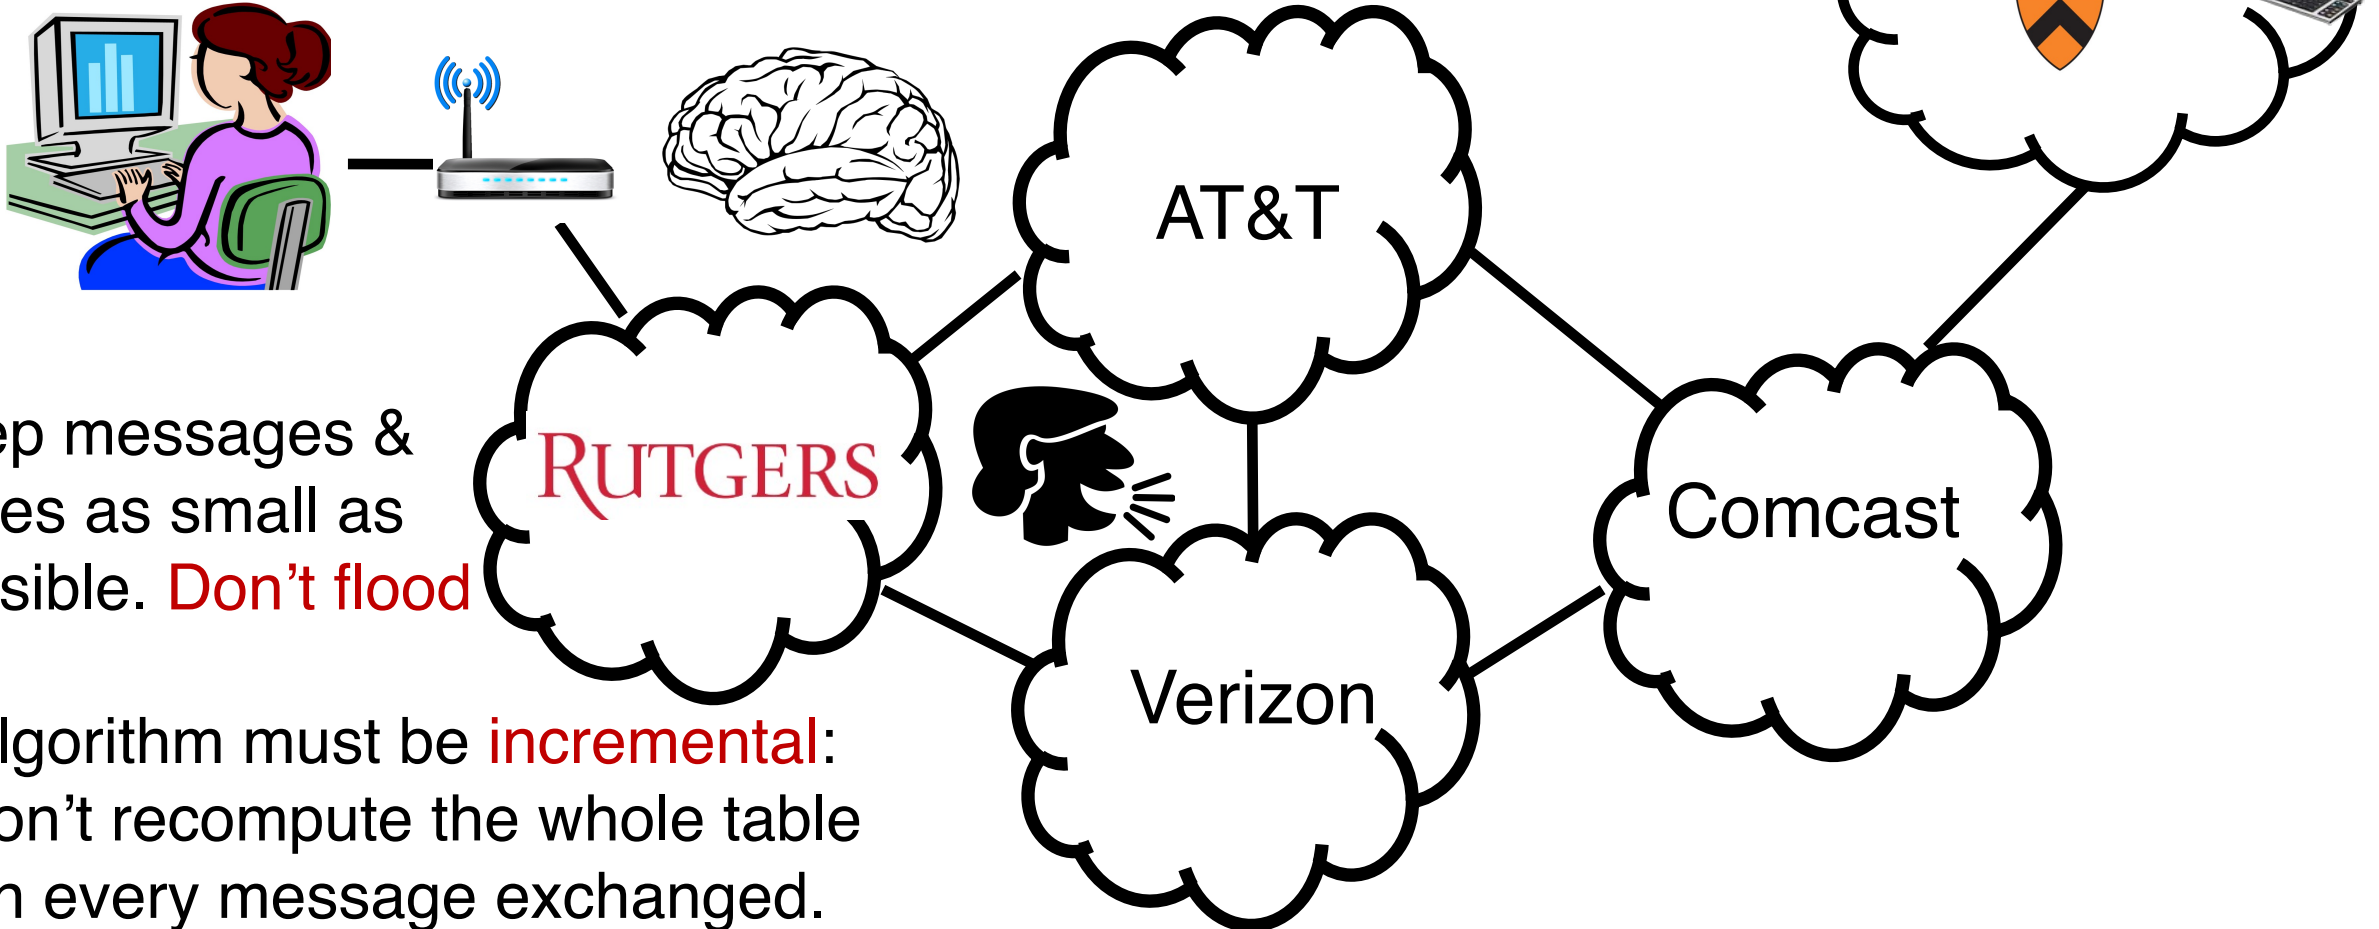 AT&T
ep messages &
RUTGERS
es as small as
Comcast
sible. Don't flood
Verizon
lgorithm must be incremental:
on't recompute the whole table
n every message exchanged.